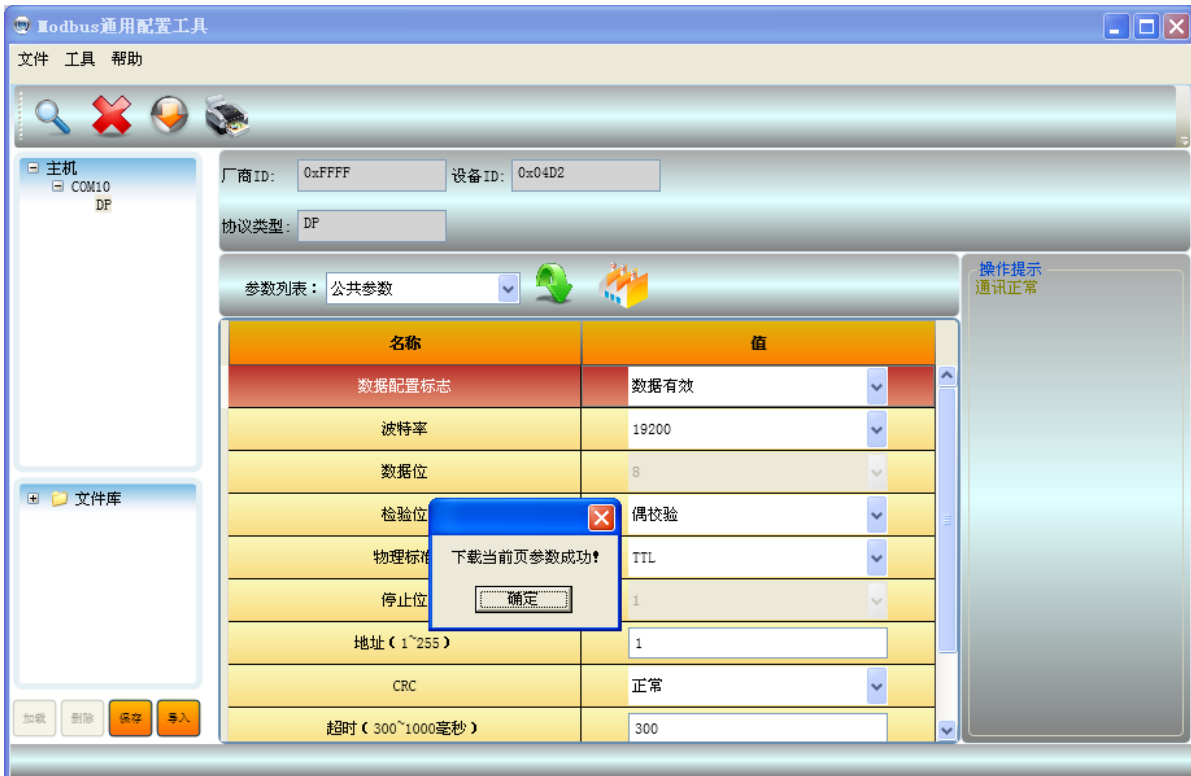 Modbus通用配置工具
文件 工具 帮助
主机
COM10
DP
厂商ID: 0xFFFF 设备ID: 0x04D2
协议类型: DP
参数列表： 公共参数
操作提示
通讯正常
名称 值
数据配置标志 数据有效
波特率 19200
数据位 8
文件库
检验位 偶校验
物理标准 TTL
下载当前页参数成功!
确定
停止位 1
地址(1~255) 1
CRC 正常
超时(300~1000毫秒) 300
加载 删除 保存 导入